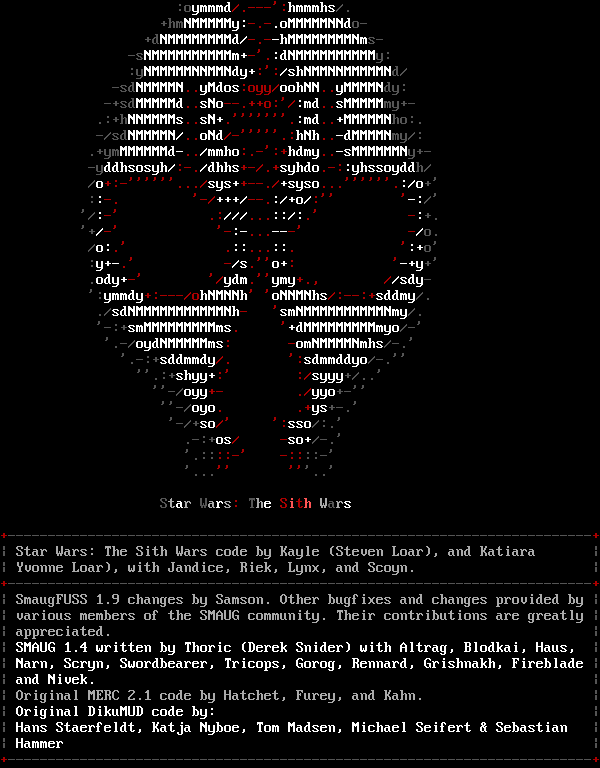 Star Wars: The Sith Wars
Star Wars: The Sith Wars code by Kayle (Steven Loar), and Katiara
Yvonne Loar), with Jandice, Riek, Lynx, and Scoyn.
SmaugFUSS 1.9 changes by Samson. Other bugfixes and changes provided by
various members of the SMAUG community. Their contributions are greatly
appreciated.
SMAUG 1.4 written by Thoric (Derek Snider) with Altrag, Blodkai, Haus,
Narn, Scryn, Swordbearer, Tricops, Gorog, Rennard, Grishnakh, Fireblade
and Nivek.
Original MERC 2.1 code by Hatchet, Furey, and Kahn.
Original DikuMUD code by:
Hans Staerfeldt, Katja Nyboe, Tom Madsen, Michael Seifert & Sebastian
Hammer